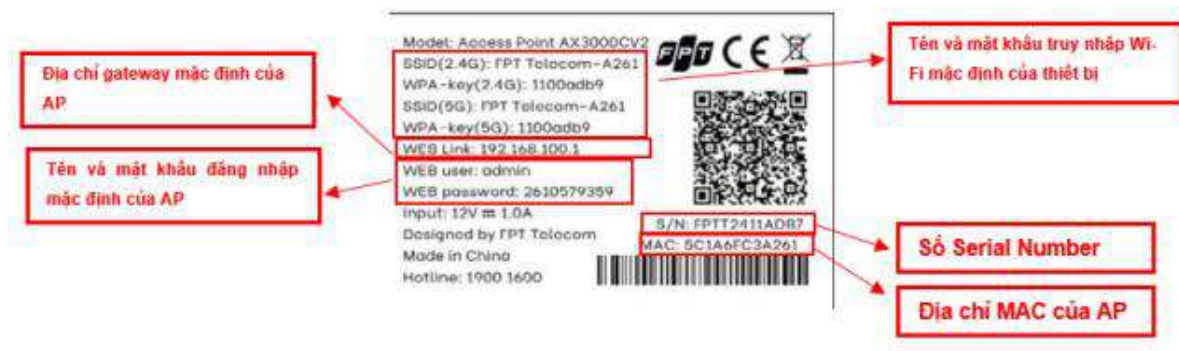 Địa chỉ gateway mặc định của
AP
Tên và mật khẩu đăng nhập
mặc định của AP
Model: Access Point AX3000CV2
SSID(2.4G): FPT Telecom-A261
WPA-key(2.4G): 1100adb9
SSID(5G): FPT Telecom-A261
WPA-key(5G): 1100adb9
WEB Link: 192.168.100.1
WEB user: admin
WEB password: 2610579359
Input: 12V ⎓ 1.0A
Designed by FPT Telecom
Made in China
Hotline: 1900 1600
FPT CE
S/N: FPTT2411ADB7
MAC: 5C1A6FC3A261
Tên và mật khẩu truy nhập Wi-
Fi mặc định của thiết bị
Số Serial Number
Địa chỉ MAC của AP